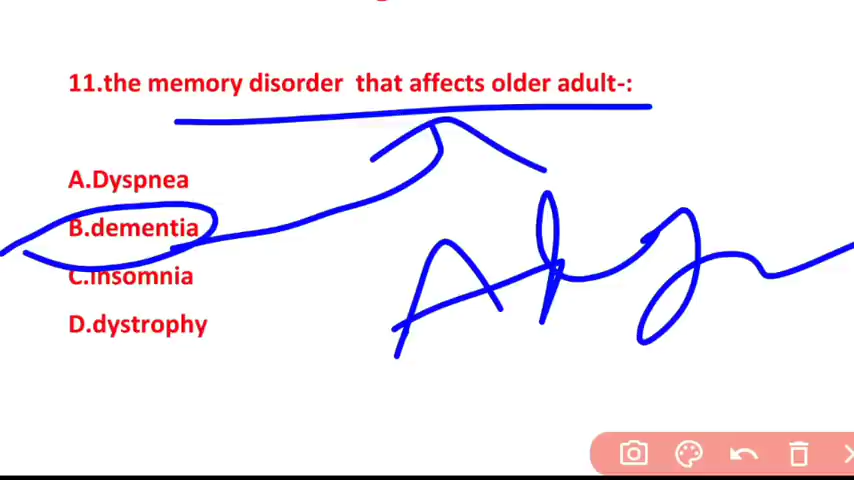 11.the memory disorder that affects older adult-:
A.Dyspnea
B.dementia
C.insomnia
D.dystrophy